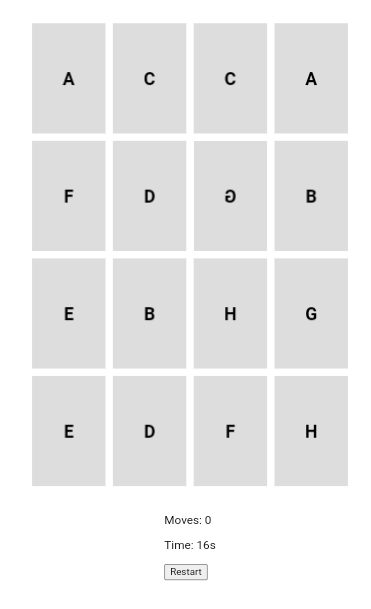 A C C A
F D G B
E B H G
E D F H
Moves: 0
Time: 16s
Restart